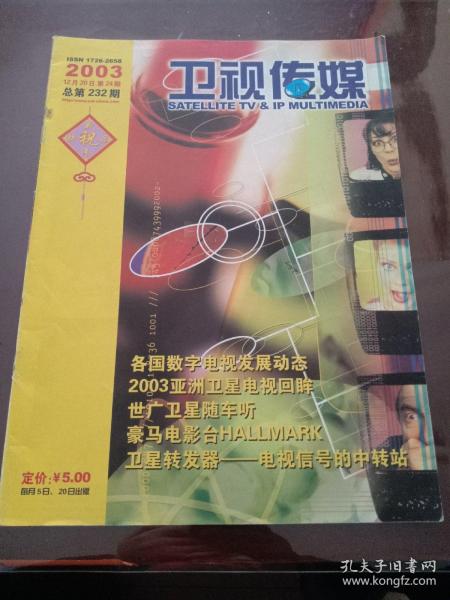 ISSN 1726-2658
2003
12月20日 第24期
总第 232 期
卫视传媒
SATELLITE TV & IP MULTIMEDIA
祝
各国数字电视发展动态
2003亚洲卫星电视回眸
世广卫星随车听
豪马电影台HALLMARK
卫星转发器——电视信号的中转站
定价:¥5.00
每月5日、20日出版
孔夫子旧书网
www.kongfz.com